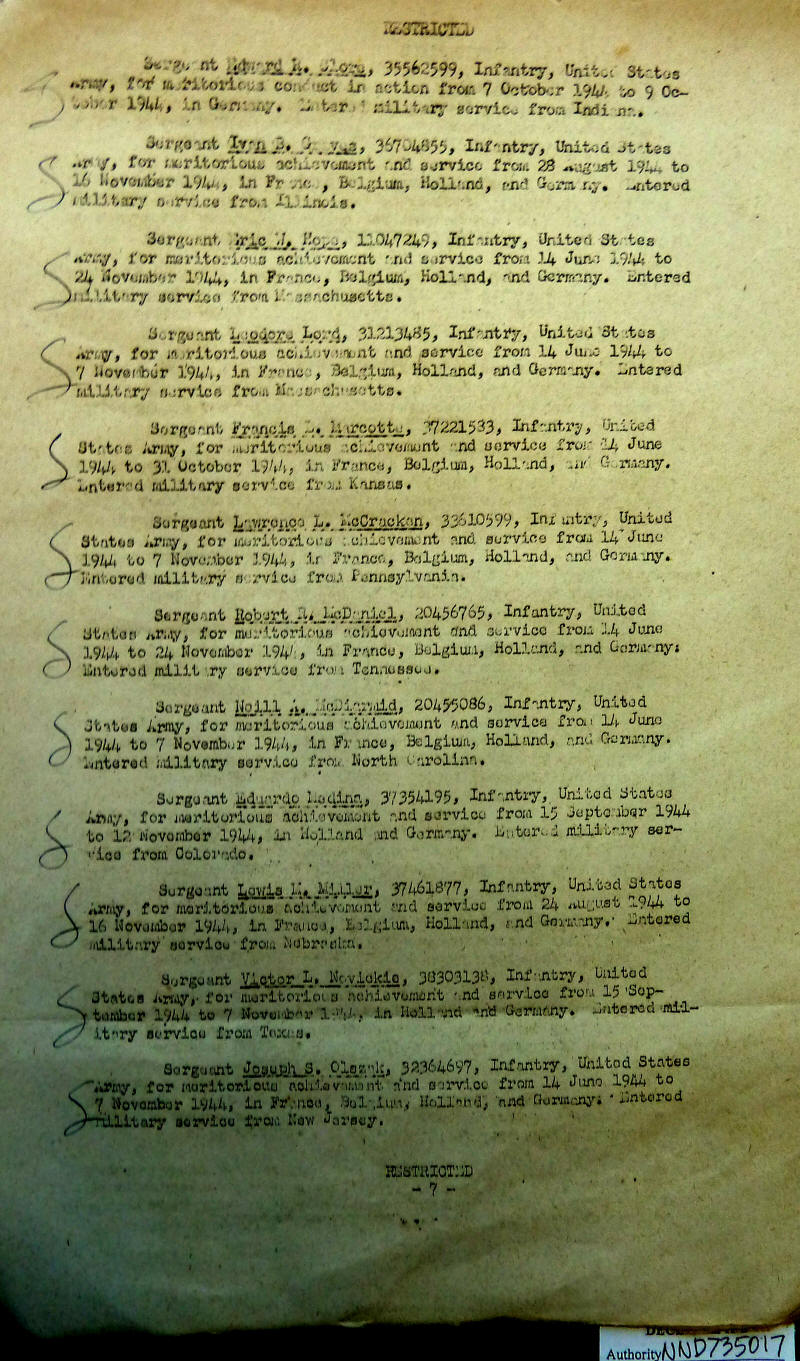 RESTRICTED
Sergeant 35562599, Infantry, United States
Army, for meritorious conduct in action from 7 October 1944 to 9 Oc-
tober 1944, in Germany. Entered military service from Indiana.
Sergeant 36704855, Infantry, United States
Army, for meritorious achievement and service from 28 August 1944 to
16 November 1944, in France, Belgium, Holland, and Germany. Entered
military service from Illinois.
Sergeant Eric 11047249, Infantry, United States
Army, for meritorious achievement and service from 14 June 1944 to
24 November 1944, in France, Belgium, Holland, and Germany. Entered
military service from Massachusetts.
Sergeant Leodore Lord, 31213485, Infantry, United States
Army, for meritorious achievement and service from 14 June 1944 to
7 November 1944, in France, Belgium, Holland, and Germany. Entered
military service from Massachusetts.
Sergeant Francis L. Marcotte, 37221533, Infantry, United
States Army, for meritorious achievement and service from 14 June
1944 to 31 October 1944, in France, Belgium, Holland, and Germany.
Entered military service from Kansas.
Sergeant Lawrence L. McCracken, 33610599, Infantry, United
States Army, for meritorious achievement and service from 14 June
1944 to 7 November 1944, in France, Belgium, Holland, and Germany.
Entered military service from Pennsylvania.
Sergeant Robert McDaniel, 20456765, Infantry, United
States Army, for meritorious achievement and service from 14 June
1944 to 24 November 1944, in France, Belgium, Holland, and Germany.
Entered military service from Tennessee.
Sergeant Neill A. McDiarmid, 20455086, Infantry, United
States Army, for meritorious achievement and service from 14 June
1944 to 7 November 1944, in France, Belgium, Holland, and Germany.
Entered military service from North Carolina.
Sergeant Eduardo Medina, 37354195, Infantry, United States
Army, for meritorious achievement and service from 15 September 1944
to 12 November 1944, in Holland and Germany. Entered military ser-
vice from Colorado.
Sergeant Lewis M. Miller, 37461877, Infantry, United States
Army, for meritorious achievement and service from 24 August 1944 to
16 November 1944, in France, Belgium, Holland, and Germany. Entered
military service from Nebraska.
Sergeant Victor L. 38303138, Infantry, United
States Army, for meritorious achievement and service from 15 Sep-
tember 1944 to 7 November 1944, in Holland and Germany. Entered mil-
itary service from Texas.
Sergeant Joseph S. 32364697, Infantry, United States
Army, for meritorious achievement and service from 14 June 1944 to
7 November 1944, in France, Belgium, Holland, and Germany. Entered
military service from New Jersey.
RESTRICTED
- 7 -
Authority NND735017